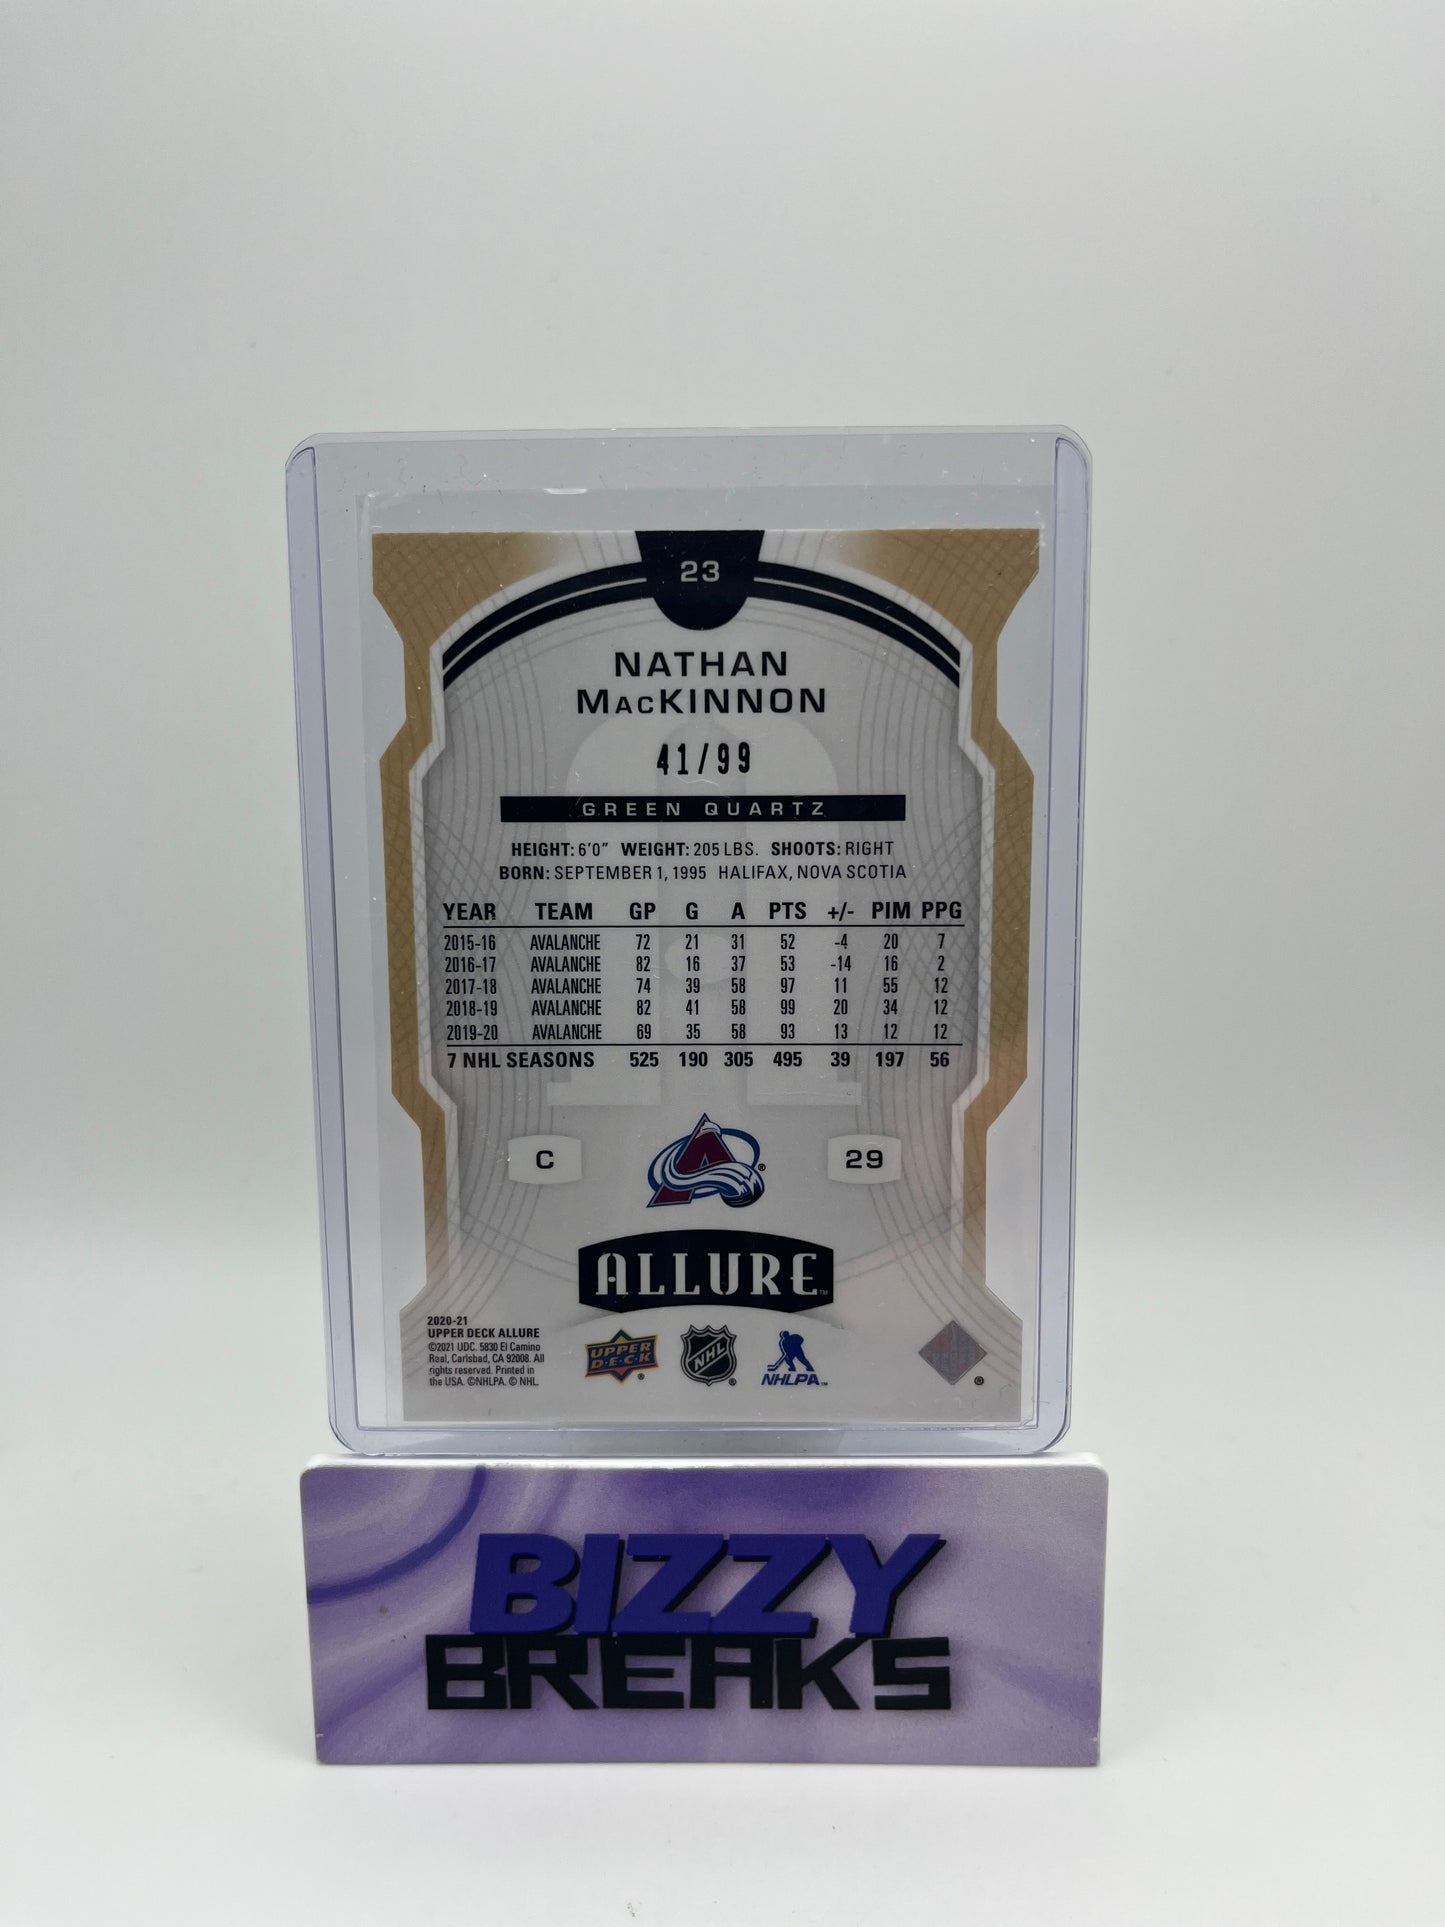 23
NATHAN
MacKINNON
41/99
GREEN QUARTZ
HEIGHT: 6'0" WEIGHT: 205 LBS. SHOOTS: RIGHT
BORN: SEPTEMBER 1, 1995 HALIFAX, NOVA SCOTIA
YEAR TEAM GP G A PTS +/- PIM PPG
2015-16 AVALANCHE 72 21 31 52 -4 20 7
2016-17 AVALANCHE 82 16 37 53 -14 16 2
2017-18 AVALANCHE 74 39 58 97 11 55 12
2018-19 AVALANCHE 82 41 58 99 20 34 12
2019-20 AVALANCHE 69 35 58 93 13 12 12
7 NHL SEASONS 525 190 305 495 39 197 56
C 29
ALLURE™
2020-21
UPPER DECK ALLURE
©2021 UDC. 5830 El Camino
Real, Carlsbad, CA 92008. All
rights reserved. Printed in
the USA. ©NHLPA. © NHL.
UPPER
D·E·C·K
NHL
NHLPA™
BIZZY
BREAKS